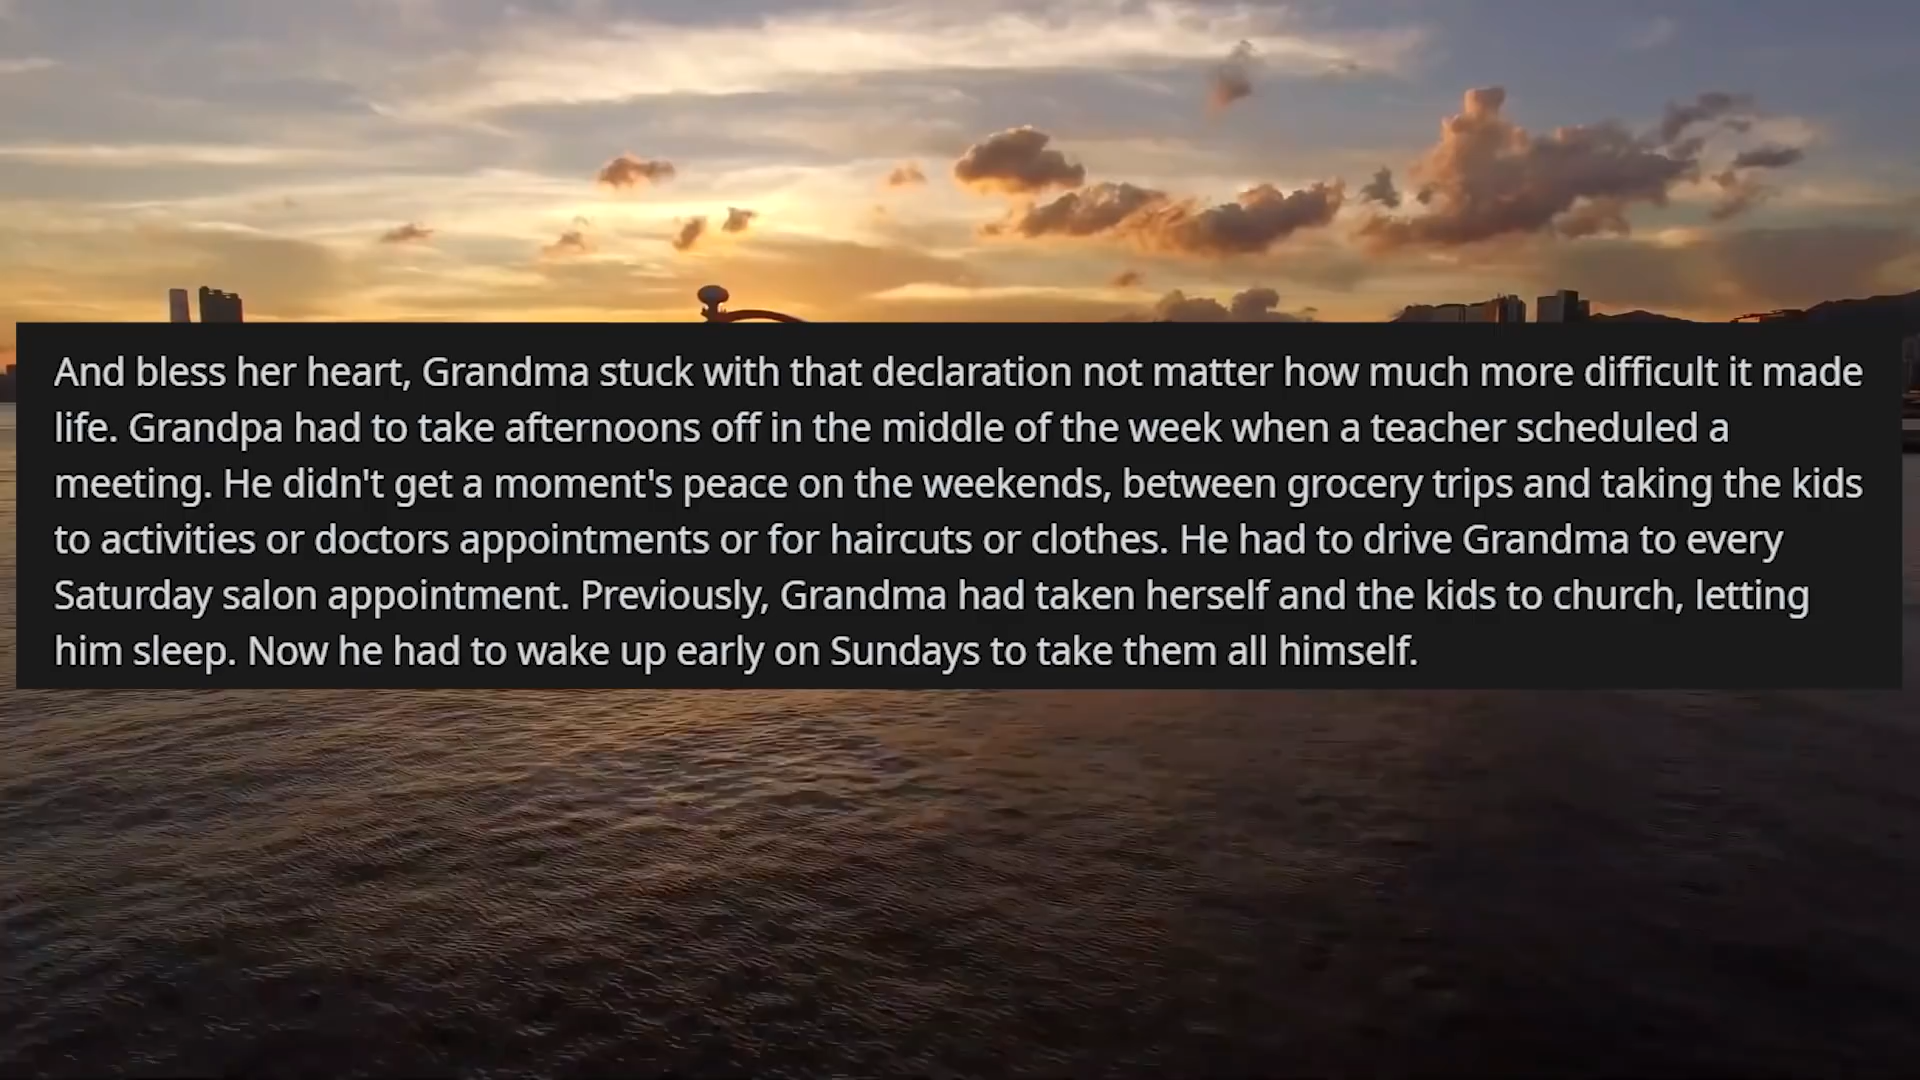 And bless her heart, Grandma stuck with that declaration not matter how much more difficult it made
life. Grandpa had to take afternoons off in the middle of the week when a teacher scheduled a
meeting. He didn't get a moment's peace on the weekends, between grocery trips and taking the kids
to activities or doctors appointments or for haircuts or clothes. He had to drive Grandma to every
Saturday salon appointment. Previously, Grandma had taken herself and the kids to church, letting
him sleep. Now he had to wake up early on Sundays to take them all himself.